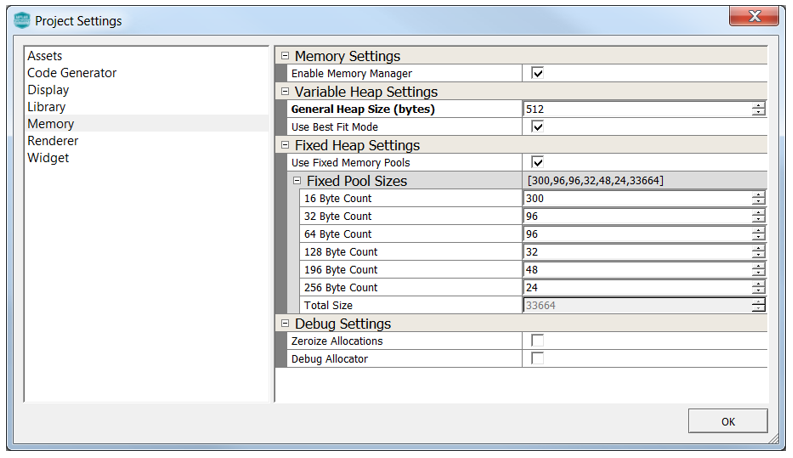 Project Settings
Assets
Code Generator
Display
Library
Memory
Renderer
Widget
Memory Settings
Enable Memory Manager
Variable Heap Settings
General Heap Size (bytes) 512
Use Best Fit Mode
Fixed Heap Settings
Use Fixed Memory Pools
Fixed Pool Sizes [300,96,96,32,48,24,33664]
16 Byte Count 300
32 Byte Count 96
64 Byte Count 96
128 Byte Count 32
196 Byte Count 48
256 Byte Count 24
Total Size 33664
Debug Settings
Zeroize Allocations
Debug Allocator
OK